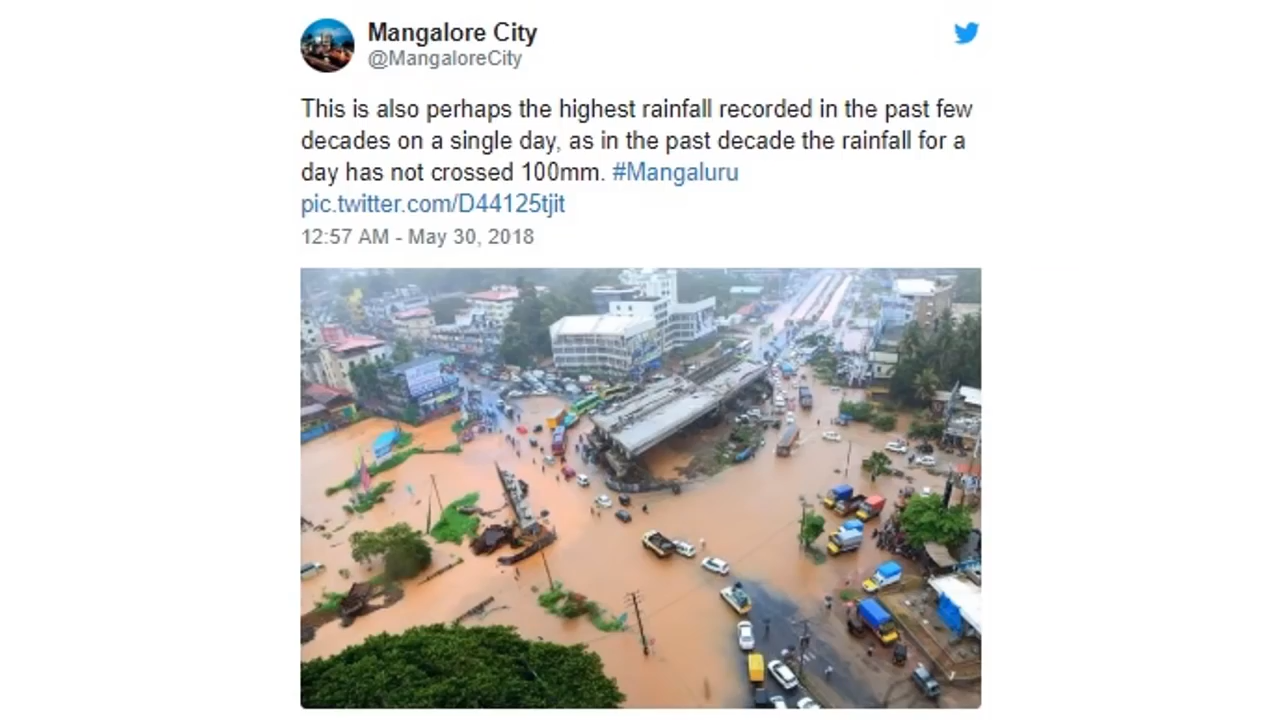 Mangalore City
@MangaloreCity
This is also perhaps the highest rainfall recorded in the past few
decades on a single day, as in the past decade the rainfall for a
day has not crossed 100mm. #Mangaluru
pic.twitter.com/D44125tjit
12:57 AM - May 30, 2018